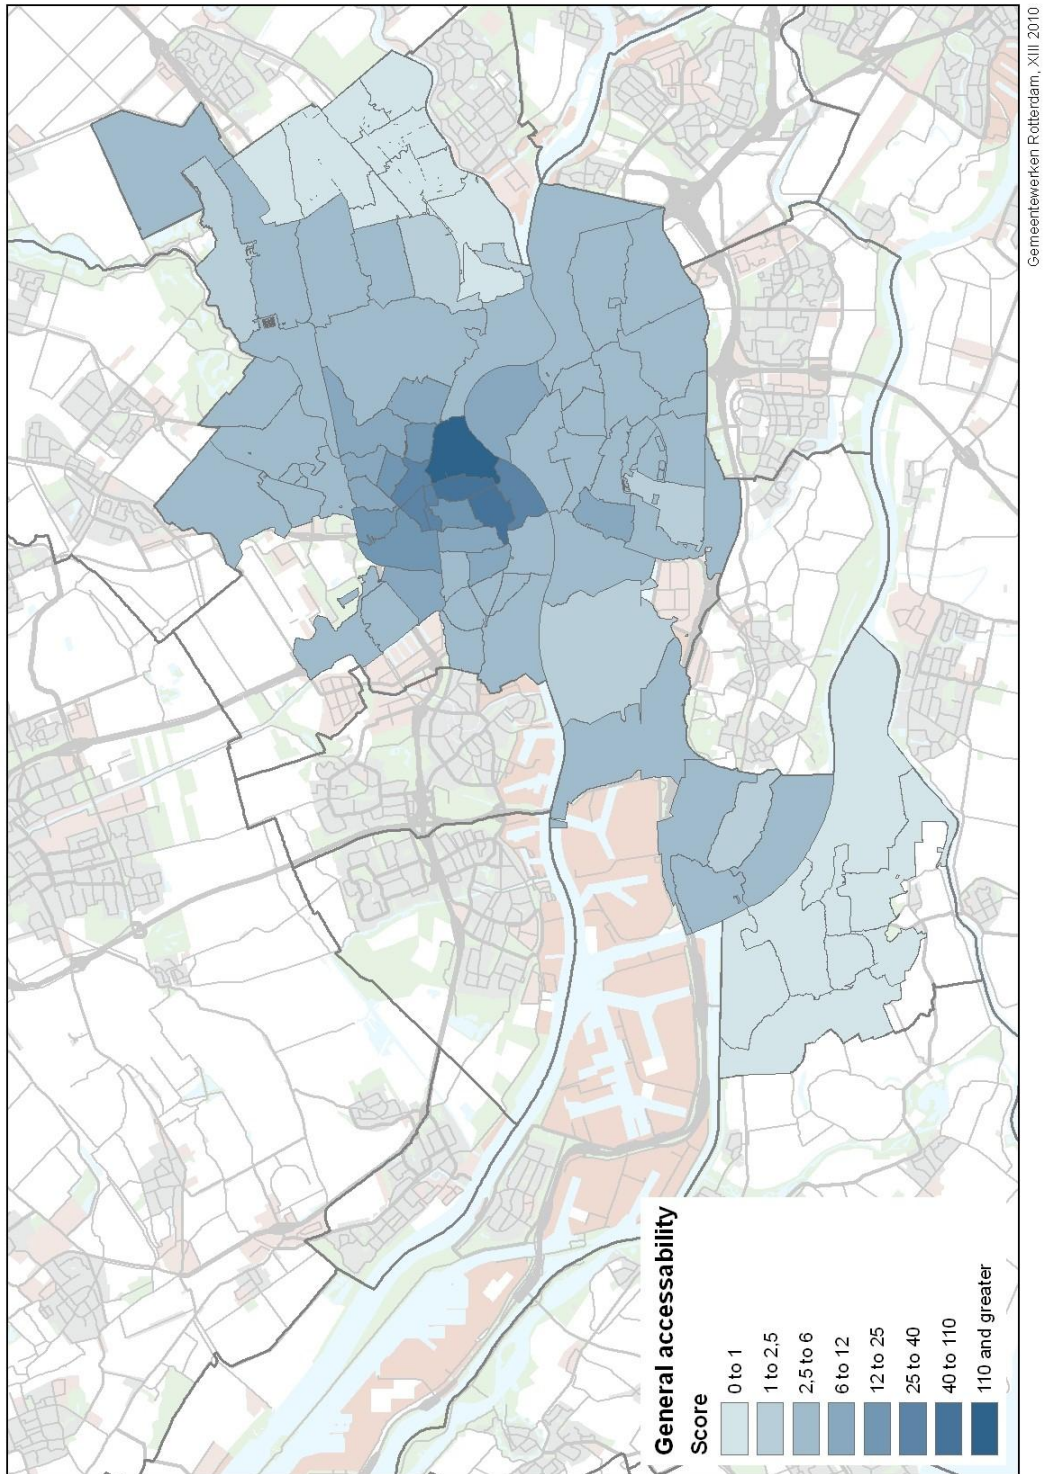 General accessability
Score
0 to 1
1 to 2,5
2,5 to 6
6 to 12
12 to 25
25 to 40
40 to 110
110 and greater
Gemeentewerken Rotterdam, XIII 2010